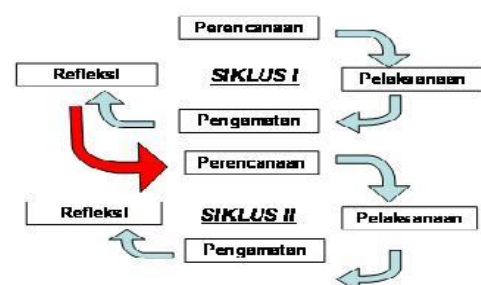 Perencanaan
Refleksi
SIKLUS I
Pelaksanaan
Pengamatan
Perencanaan
Refleksi
SIKLUS II
Pelaksanaan
Pengamatan